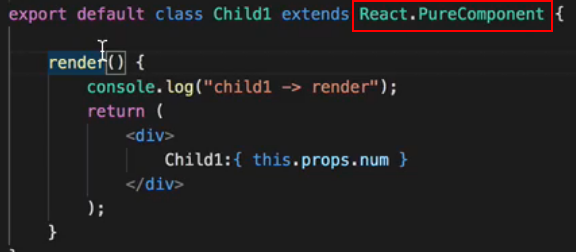 export default class Child1 extends React.PureComponent {
render() {
console.log("child1 -> render");
return (
<div>
Child1:{ this.props.num }
</div>
);
}
}